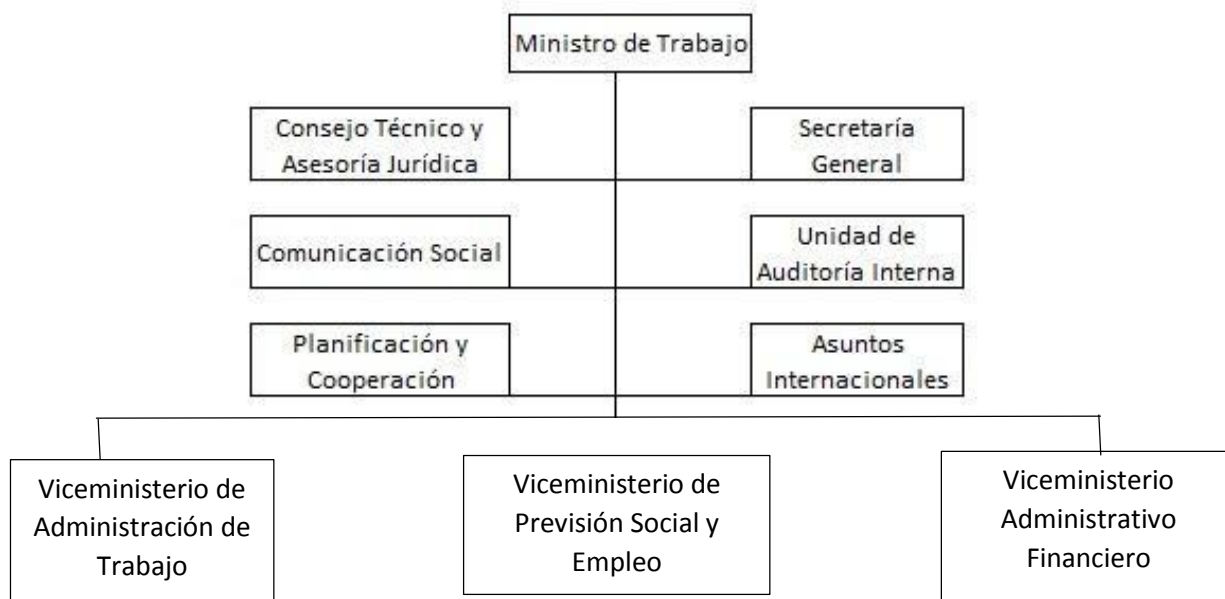 Ministro de Trabajo
Consejo Técnico y
Asesoría Jurídica
Secretaría
General
Comunicación Social
Unidad de
Auditoría Interna
Planificación y
Cooperación
Asuntos
Internacionales
Viceministerio de
Administración de
Trabajo
Viceministerio de
Previsión Social y
Empleo
Viceministerio
Administrativo
Financiero